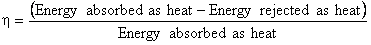 η = (Energy absorbed as heat − Energy rejected as heat)
Energy absorbed as heat